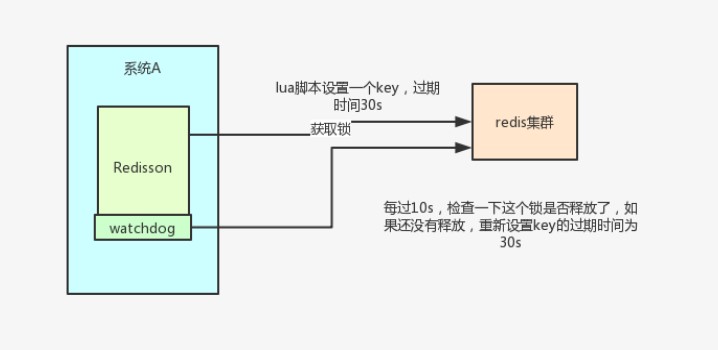 系统A
lua脚本设置一个key，过期
时间30s
获取锁
redis集群
Redisson
watchdog
每过10s，检查一下这个锁是否释放了，如
果还没有释放，重新设置key的过期时间为
30s